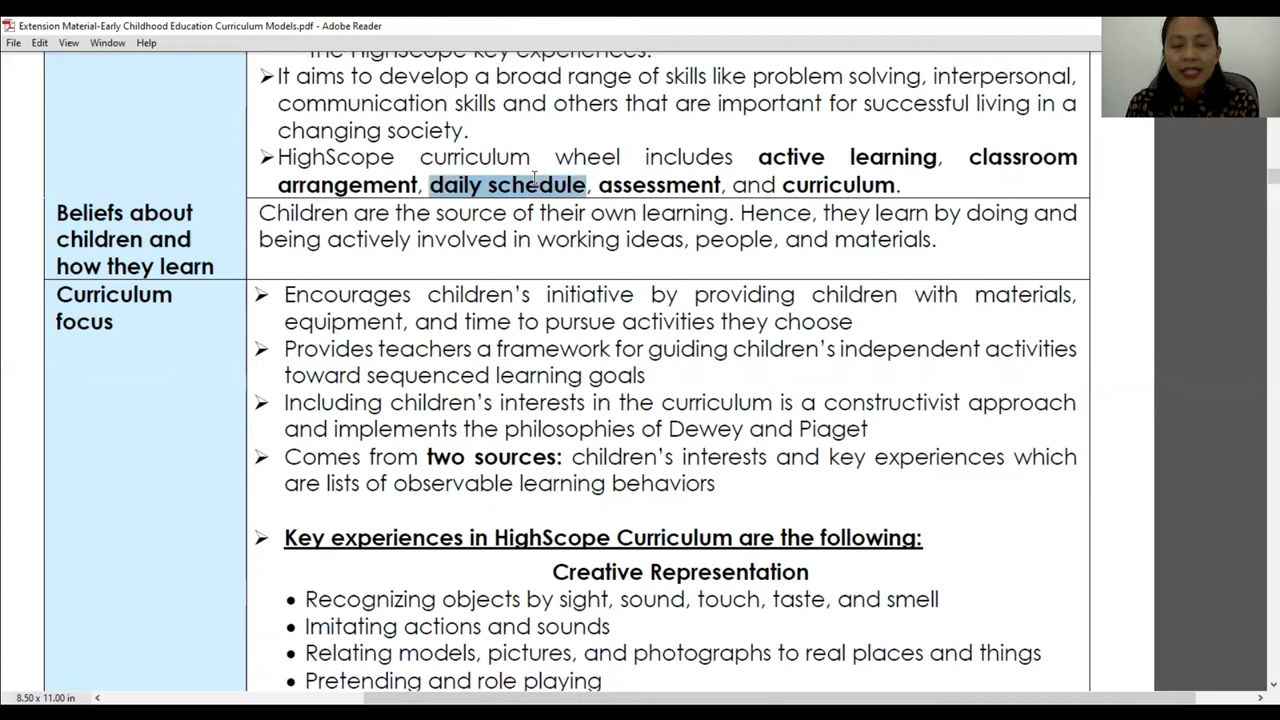 Extension Material-Early Childhood Education Curriculum Models.pdf - Adobe Reader
File Edit View Window Help
the HighScope key experiences.
➢It aims to develop a broad range of skills like problem solving, interpersonal,
communication skills and others that are important for successful living in a
changing society.
➢HighScope curriculum wheel includes active learning, classroom
arrangement, daily schedule, assessment, and curriculum.
Beliefs about
children and
how they learn
Children are the source of their own learning. Hence, they learn by doing and
being actively involved in working ideas, people, and materials.
Curriculum
focus
➢ Encourages children's initiative by providing children with materials,
equipment, and time to pursue activities they choose
➢ Provides teachers a framework for guiding children's independent activities
toward sequenced learning goals
➢ Including children's interests in the curriculum is a constructivist approach
and implements the philosophies of Dewey and Piaget
➢ Comes from two sources: children's interests and key experiences which
are lists of observable learning behaviors
➢ Key experiences in HighScope Curriculum are the following:
Creative Representation
• Recognizing objects by sight, sound, touch, taste, and smell
• Imitating actions and sounds
• Relating models, pictures, and photographs to real places and things
• Pretending and role playing
8.50 x 11.00 in